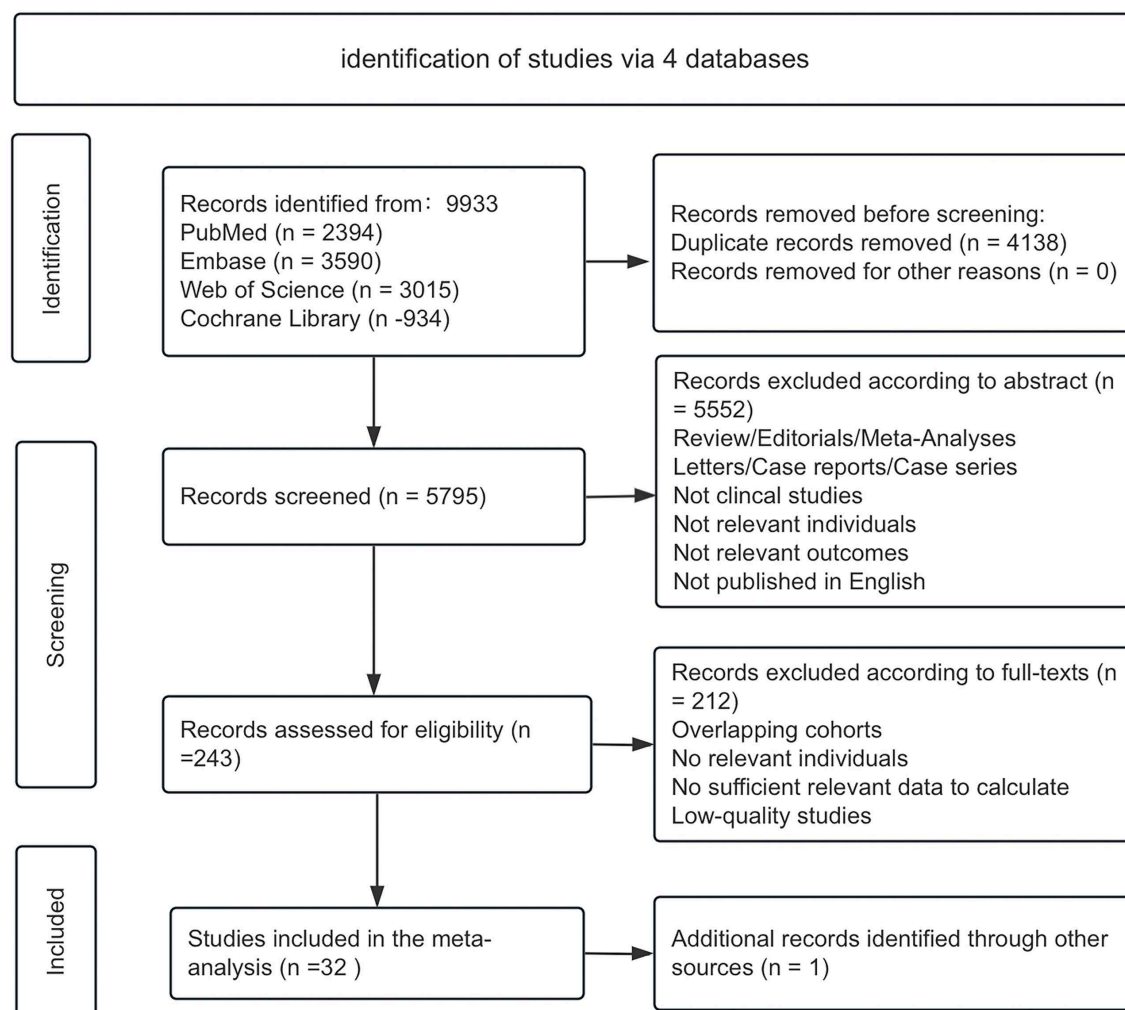 identification of studies via 4 databases
Identification
Records identified from：9933
PubMed (n = 2394)
Embase (n = 3590)
Web of Science (n = 3015)
Cochrane Library (n -934)
Records removed before screening:
Duplicate records removed (n = 4138)
Records removed for other reasons (n = 0)
Screening
Records screened (n = 5795)
Records excluded according to abstract (n
= 5552)
Review/Editorials/Meta-Analyses
Letters/Case reports/Case series
Not clincal studies
Not relevant individuals
Not relevant outcomes
Not published in English
Records assessed for eligibility (n
=243)
Records excluded according to full-texts (n
= 212)
Overlapping cohorts
No relevant individuals
No sufficient relevant data to calculate
Low-quality studies
Included
Studies included in the meta-
analysis (n =32 )
Additional records identified through other
sources (n = 1)